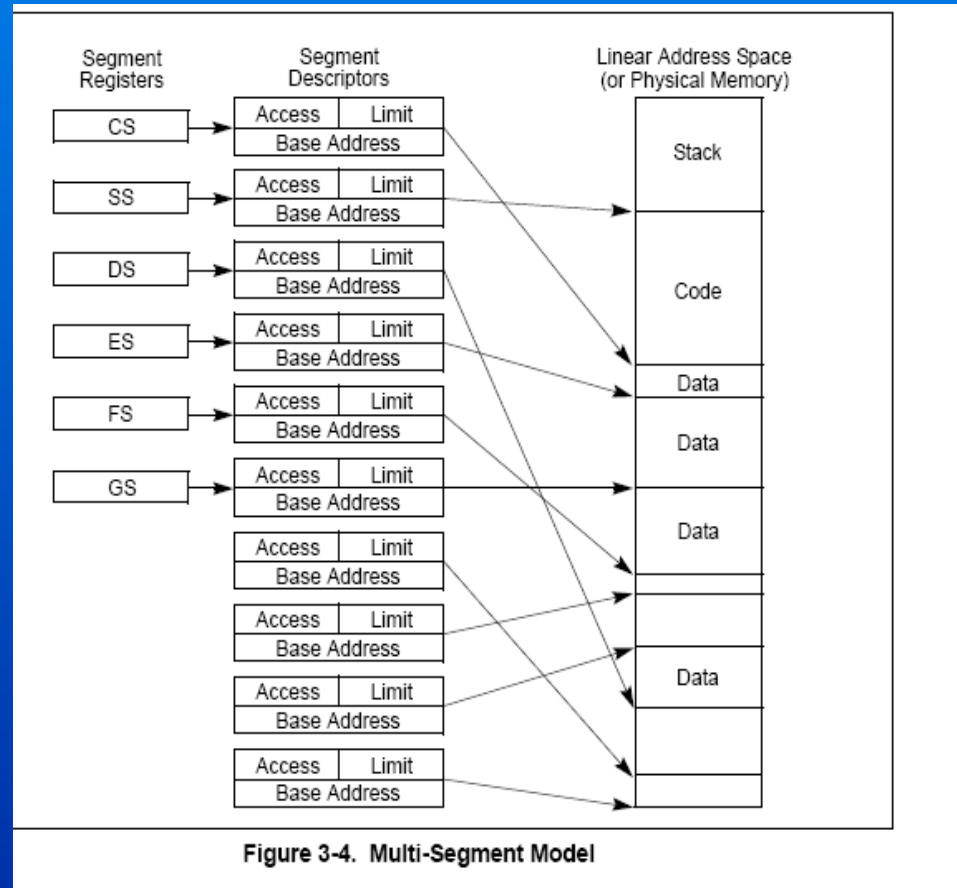 Segment
Registers
Segment
Descriptors
Linear Address Space
(or Physical Memory)
CS
Access Limit
Base Address
Stack
SS
Access Limit
Base Address
DS
Access Limit
Base Address
Code
ES
Access Limit
Base Address
Data
FS
Access Limit
Base Address
Data
GS
Access Limit
Base Address
Data
Access Limit
Base Address
Access Limit
Base Address
Access Limit
Base Address
Data
Access Limit
Base Address
Figure 3-4. Multi-Segment Model